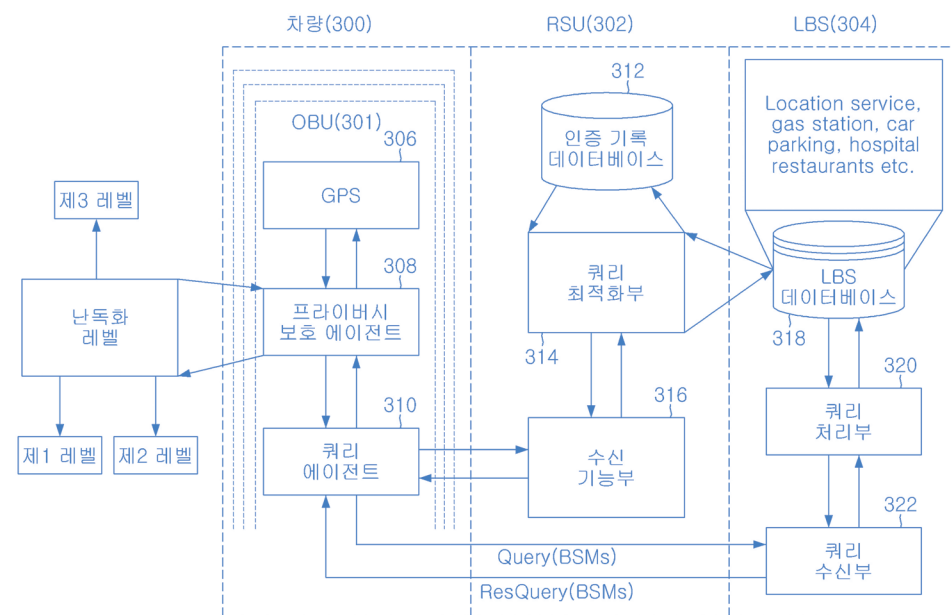 차량(300)
RSU(302)
LBS(304)
OBU(301)
306
GPS
308
프라이버시
보호 에이전트
310
쿼리
에이전트
제3 레벨
난독화
레벨
제1 레벨
제2 레벨
312
인증 기록
데이터베이스
쿼리
최적화부
314
316
수신
기능부
Location service,
gas station, car
parking, hospital
restaurants etc.
LBS
데이터베이스
318
320
쿼리
처리부
322
쿼리
수신부
Query(BSMs)
ResQuery(BSMs)